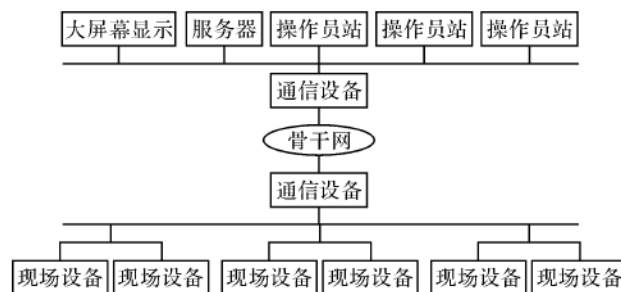 大屏幕显示 服务器 操作员站 操作员站 操作员站
通信设备
骨干网
通信设备
现场设备 现场设备 现场设备 现场设备 现场设备 现场设备